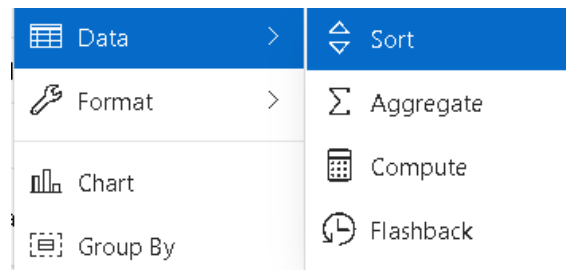 Data
Format
Chart
Group By
Sort
Aggregate
Compute
Flashback